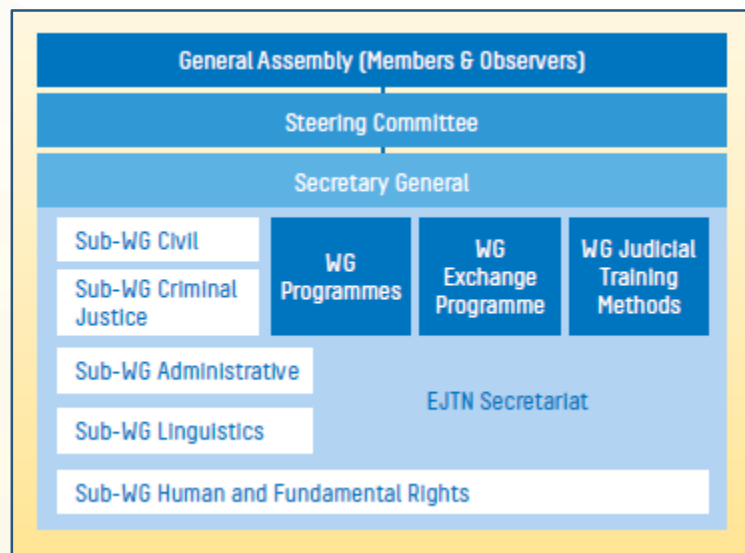 General Assembly (Members & Observers)
Steering Committee
Secretary General
Sub-WG Civil
Sub-WG Criminal
Justice
WG
Programmes
WG
Exchange
Programme
WG Judicial
Training
Methods
Sub-WG Administrative
EJTN Secretariat
Sub-WG Linguistics
Sub-WG Human and Fundamental Rights